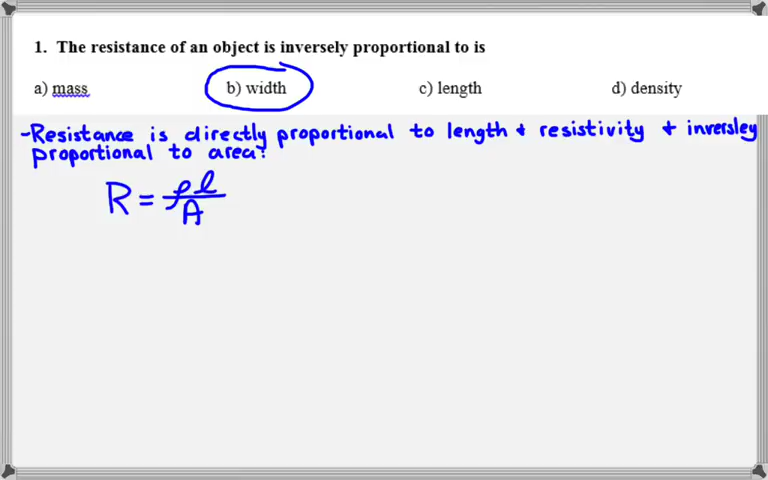 1. The resistance of an object is inversely proportional to is
a) mass b) width c) length d) density
-Resistance is directly proportional to length + resistivity + inversley
proportional to area!
R = ρl/A